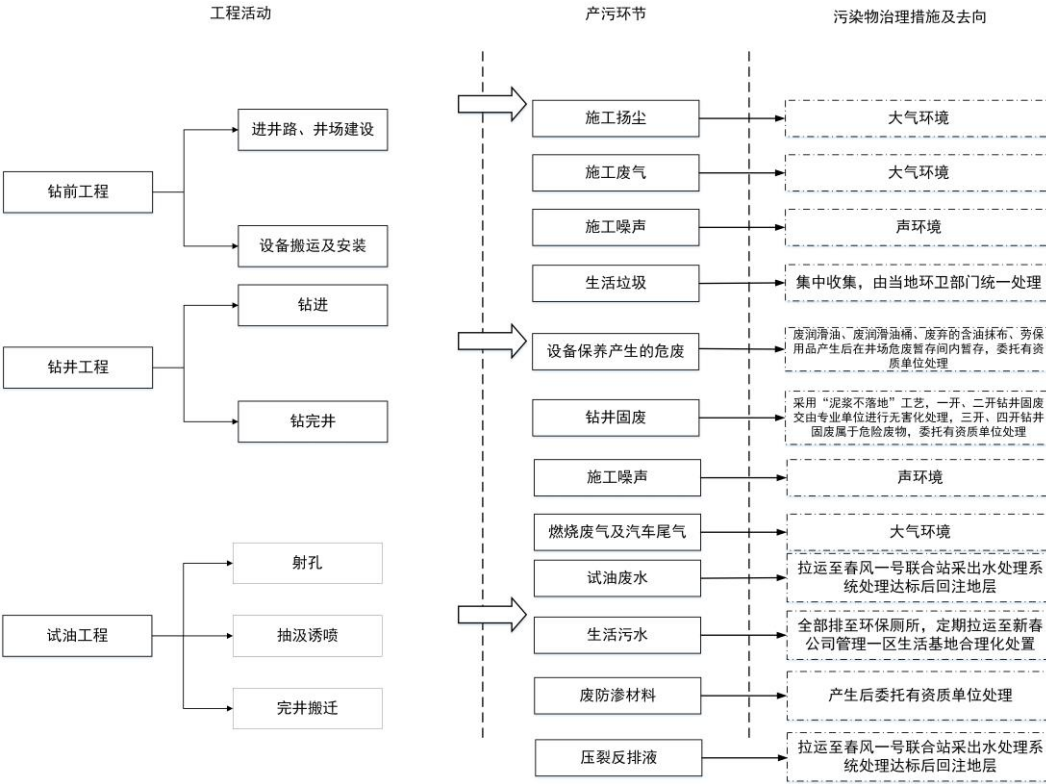 工程活动
产污环节
污染物治理措施及去向
钻前工程
进井路、井场建设
设备搬运及安装
钻井工程
钻进
钻完井
试油工程
射孔
抽汲诱喷
完井搬迁
施工扬尘
大气环境
施工废气
大气环境
施工噪声
声环境
生活垃圾
集中收集，由当地环卫部门统一处理
设备保养产生的危废
废润滑油、废润滑油桶、废弃的含油抹布、劳保
用品产生后在井场危废暂存间内暂存，委托有资
质单位处理
钻井固废
采用“泥浆不落地”工艺，一开、二开钻井固废
交由专业单位进行无害化处理，三开、四开钻井
固废属于危险废物，委托有资质单位处理
施工噪声
声环境
燃烧废气及汽车尾气
大气环境
试油废水
拉运至春风一号联合站采出水处理系
统处理达标后回注地层
生活污水
全部排至环保厕所，定期拉运至新春
公司管理一区生活基地合理化处置
废防渗材料
产生后委托有资质单位处理
压裂反排液
拉运至春风一号联合站采出水处理系
统处理达标后回注地层